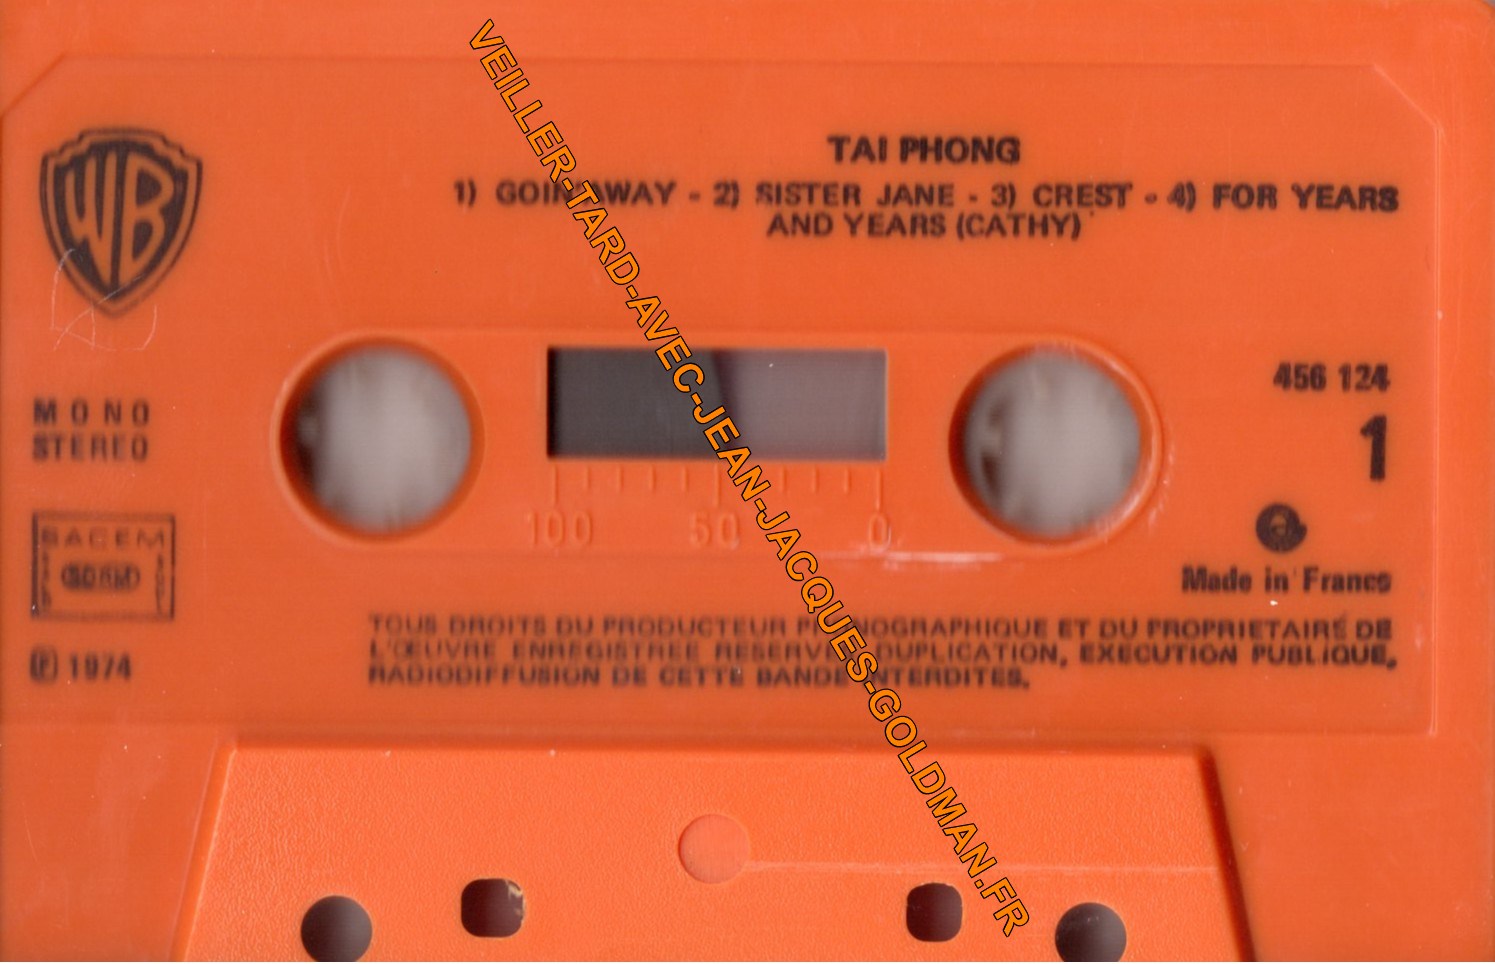 TAI PHONG
1) GOIN' AWAY - 2) SISTER JANE - 3) CREST - 4) FOR YEARS
AND YEARS (CATHY)
WB
MONO
STEREO
456 124
1
SACEM
SDRM
100 50 0
Made in France
℗ 1974
TOUS DROITS DU PRODUCTEUR PHONOGRAPHIQUE ET DU PROPRIETAIRE DE
L'ŒUVRE ENREGISTREE RESERVES DUPLICATION, EXECUTION PUBLIQUE,
RADIODIFFUSION DE CETTE BANDE INTERDITES.
VEILLER-TARD-AVEC-JEAN-JACQUES-GOLDMAN.FR